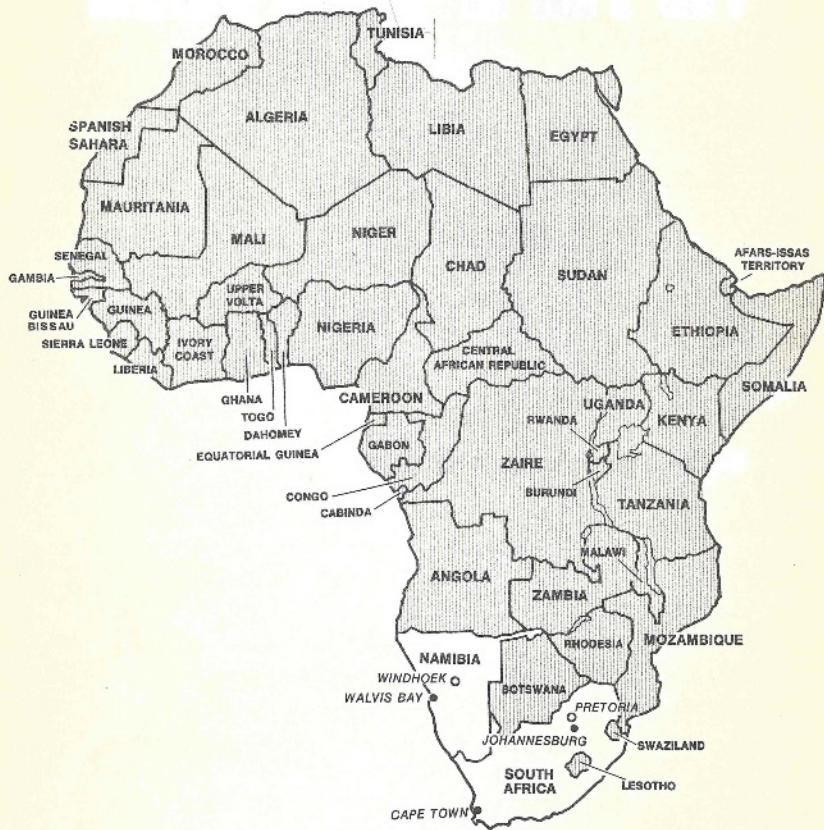 TUNISIA
MOROCCO
ALGERIA
LIBIA
EGYPT
SPANISH
SAHARA
MAURITANIA
MALI
NIGER
CHAD
SUDAN
AFARS-ISSAS
TERRITORY
SENEGAL
GAMBIA
GUINEA
BISSAU
GUINEA
SIERRA LEONE
LIBERIA
IVORY
COAST
UPPER
VOLTA
GHANA
TOGO
DAHOMEY
NIGERIA
CENTRAL
AFRICAN REPUBLIC
ETHIOPIA
SOMALIA
CAMEROON
EQUATORIAL GUINEA
GABON
CONGO
CABINDA
ZAIRE
UGANDA
RWANDA
BURUNDI
KENYA
TANZANIA
ANGOLA
ZAMBIA
MALAWI
MOZAMBIQUE
RHODESIA
NAMIBIA
WINDHOEK
WALVIS BAY
BOTSWANA
PRETORIA
JOHANNESBURG
SWAZILAND
SOUTH
AFRICA
LESOTHO
CAPE TOWN